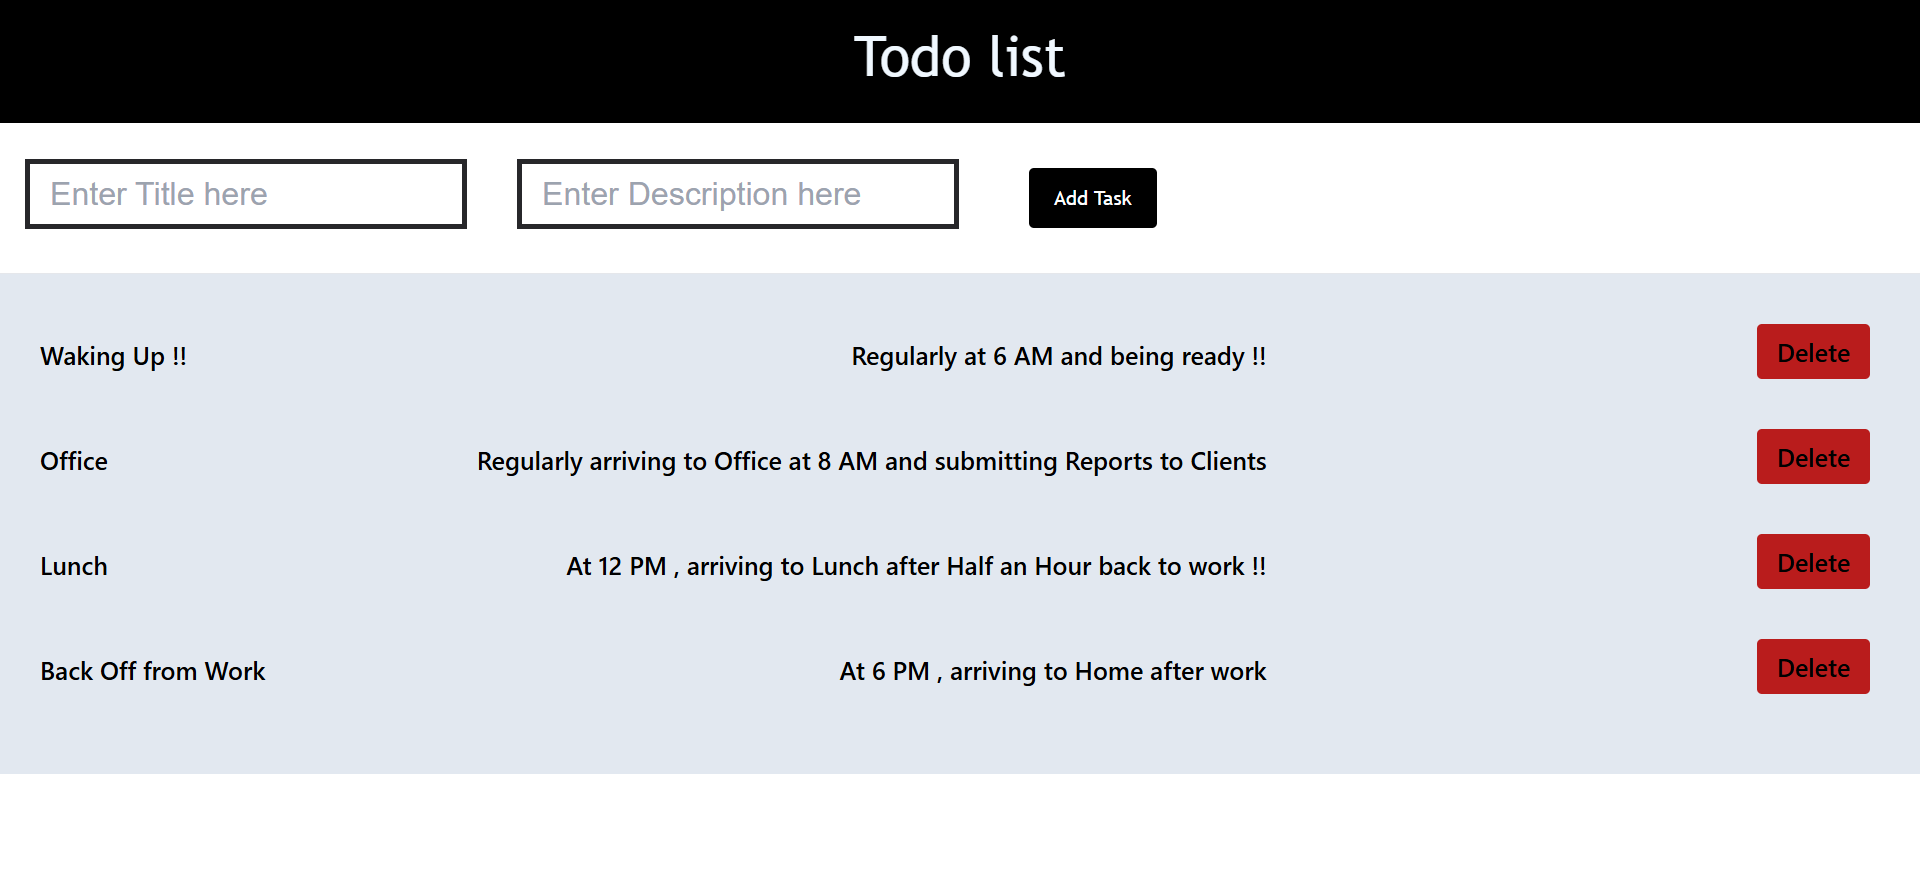 Todo list
Enter Title here Enter Description here Add Task
Waking Up !! Regularly at 6 AM and being ready !! Delete
Office Regularly arriving to Office at 8 AM and submitting Reports to Clients Delete
Lunch At 12 PM , arriving to Lunch after Half an Hour back to work !! Delete
Back Off from Work At 6 PM , arriving to Home after work Delete